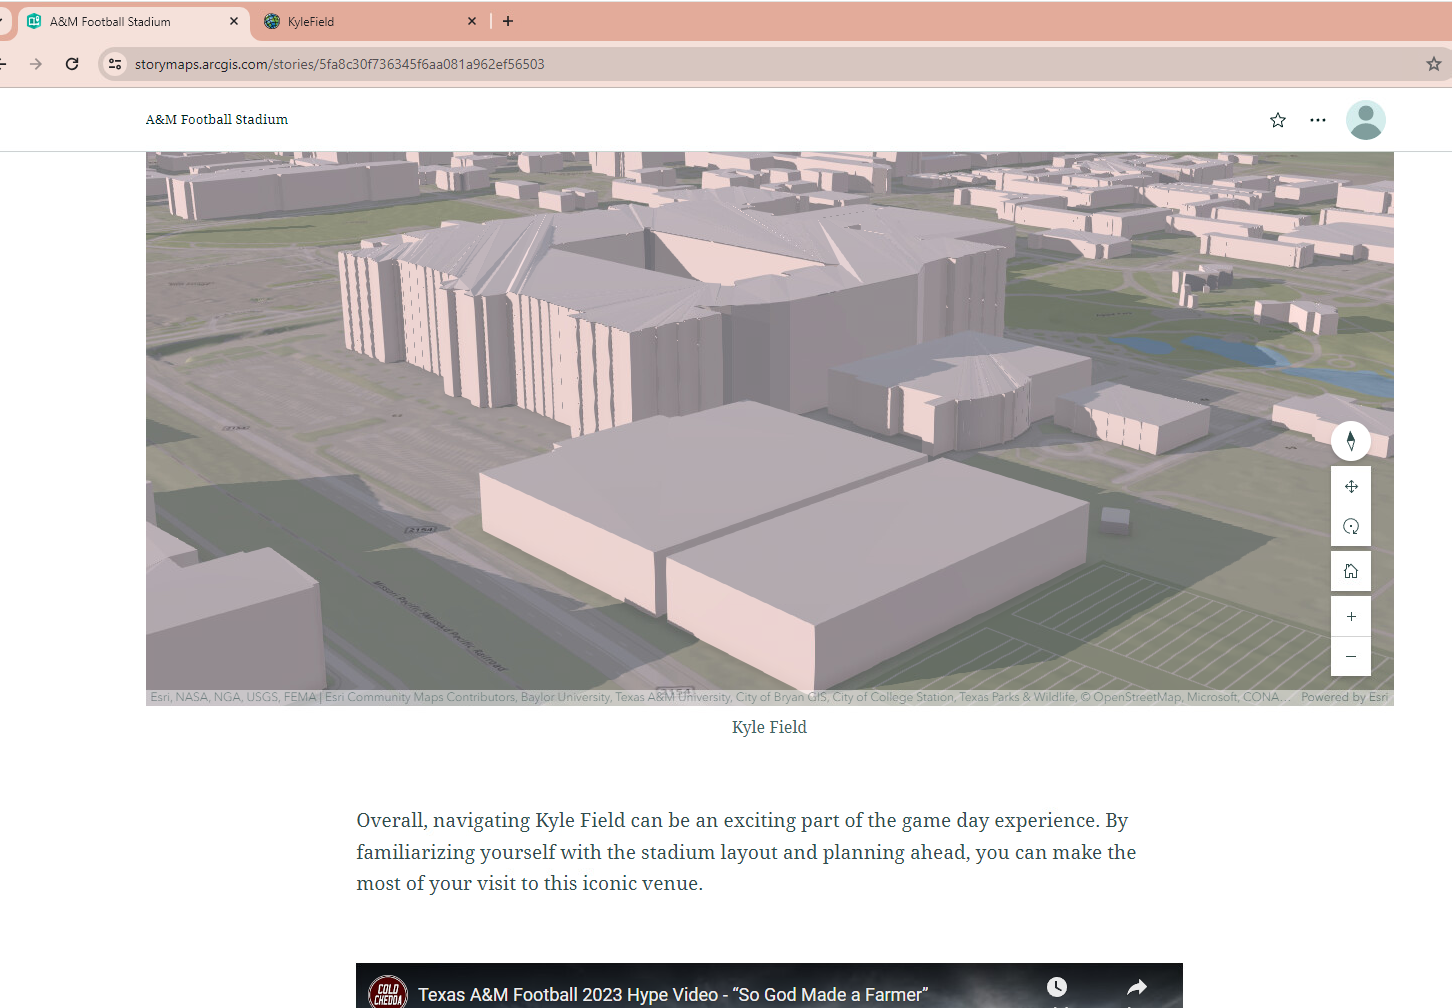 A&M Football Stadium
KyleField
storymaps.arcgis.com/stories/5fa8c30f736345f6aa081a962ef56503
A&M Football Stadium
2154
2154
Missouri Pacific Railroad
Esri, NASA, NGA, USGS, FEMA | Esri Community Maps Contributors, Baylor University, Texas A&M University, City of Bryan GIS, City of College Station, Texas Parks & Wildlife, © OpenStreetMap, Microsoft, CONA... Powered by Esri
Kyle Field
Overall, navigating Kyle Field can be an exciting part of the game day experience. By
familiarizing yourself with the stadium layout and planning ahead, you can make the
most of your visit to this iconic venue.
COLD
CHEDDA
Texas A&M Football 2023 Hype Video - “So God Made a Farmer”